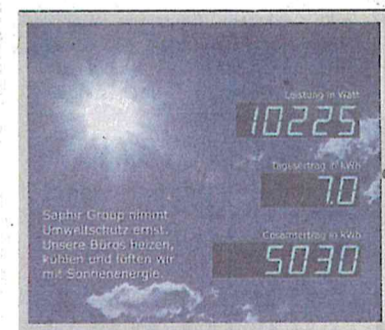 Leistung in Watt
10225
Tagesertrag in kWh
7.0
Gesamtertrag in kWh
5030
Saphir Group nimmt
Umweltschutz ernst.
Unsere Büros heizen,
kühlen und lüften wir
mit Sonnenenergie.